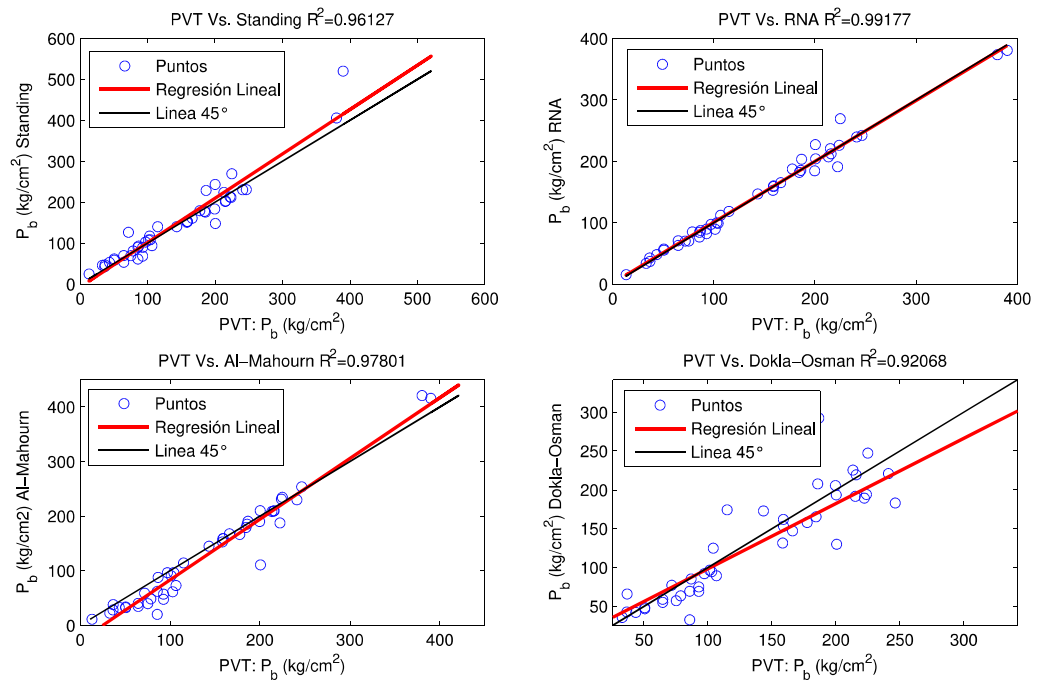 PVT Vs. Standing R²=0.96127
600
500
400
300
200
100
0
P_b (kg/cm²) Standing
Puntos
Regresión Lineal
Linea 45°
0 100 200 300 400 500 600
PVT: P_b (kg/cm²)
PVT Vs. RNA R²=0.99177
400
300
200
100
0
P_b (kg/cm²) RNA
Puntos
Regresión Lineal
Linea 45°
0 100 200 300 400
PVT: P_b (kg/cm²)
PVT Vs. Al−Mahourn R²=0.97801
400
300
200
100
0
P_b (kg/cm2) Al−Mahourn
Puntos
Regresión Lineal
Linea 45°
0 100 200 300 400
PVT: P_b (kg/cm²)
PVT Vs. Dokla−Osman R²=0.92068
300
250
200
150
100
50
P_b (kg/cm²) Dokla−Osman
Puntos
Regresión Lineal
Linea 45°
50 100 150 200 250 300
PVT: P_b (kg/cm²)